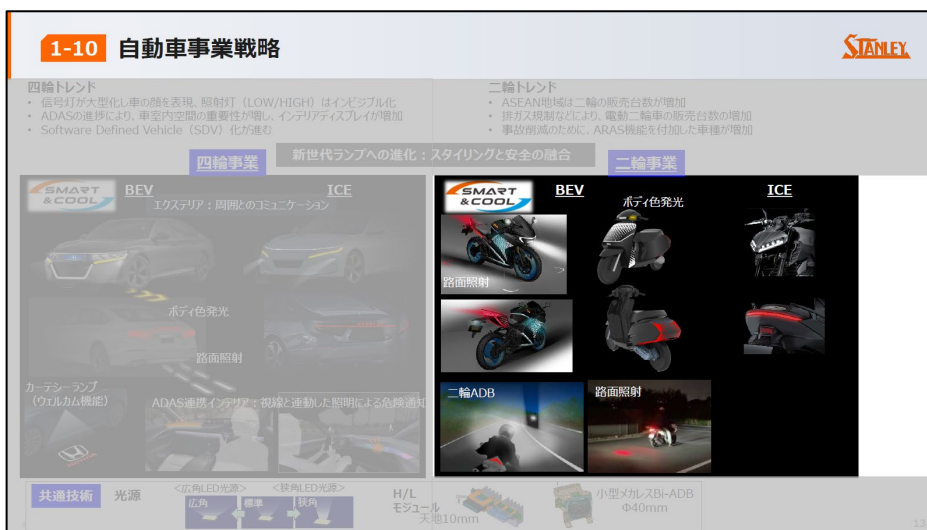 1-10 自動車事業戦略
STANLEY
四輪トレンド
• 信号灯が大型化し車の顔を表現、照射灯（LOW/HIGH）はインビジブル化
• ADASの進捗により、車室内空間の重要性が増し、インテリアディスプレイが増加
• Software Defined Vehicle（SDV）化が進む
二輪トレンド
• ASEAN地域は二輪の販売台数が増加
• 排ガス規制などにより、電動二輪車の販売台数の増加
• 事故削減のために、ARAS機能を付加した車種が増加
新世代ランプへの進化：スタイリングと安全の融合
四輪事業
SMART
&COOL
BEV
ICE
エクステリア：周囲とのコミュニケーション
ボディ色発光
路面照射
カーテシーランプ
（ウェルカム機能）
ADAS連携インテリア：視線と連動した照明による危険通知
二輪事業
SMART
&COOL
BEV
ICE
ボディ色発光
路面照射
二輪ADB
路面照射
共通技術
光源
<広角LED光源>
<狭角LED光源>
広角
標準
狭角
H/L
モジュール
天地10mm
小型メカレスBi-ADB
Φ40mm
13